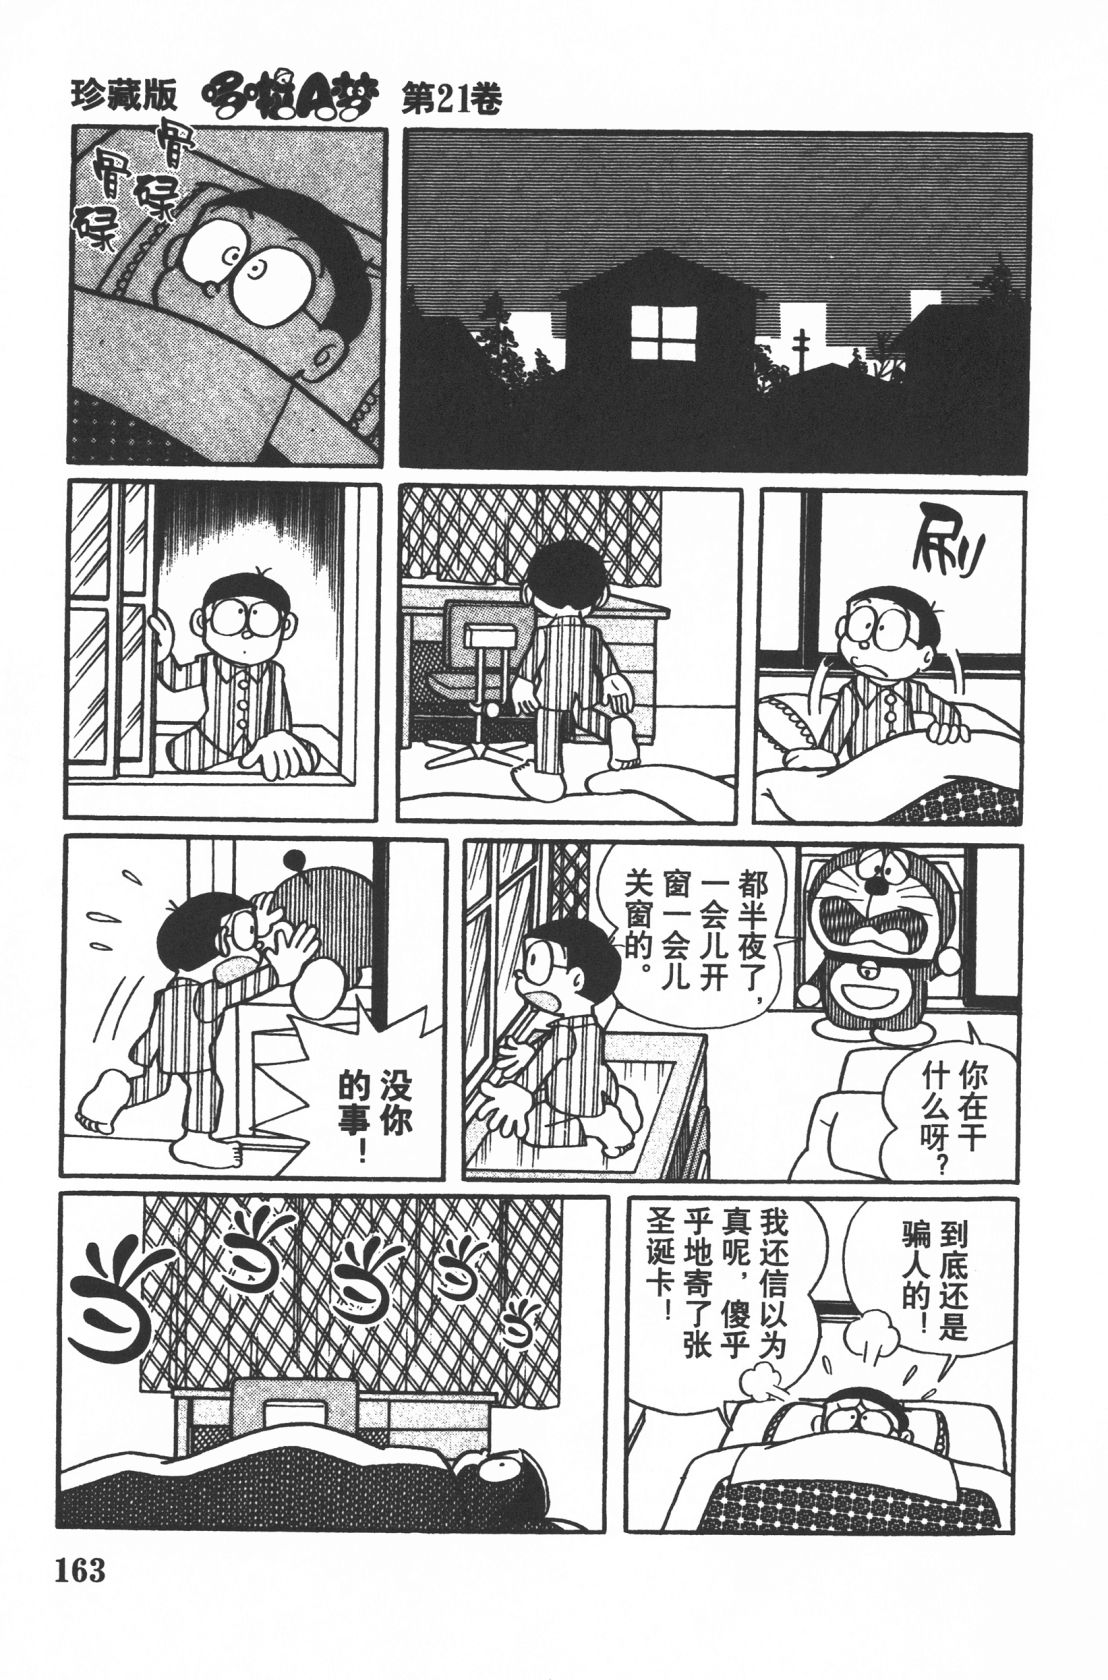 珍藏版 哆啦A梦 第21卷
骨碌
骨碌
刷
都半夜了，
一会儿开
窗一会儿
关窗的。
你在干
什么呀？
没你
的事！
到底还是
骗人的！
我还信以为
真呢，傻乎
乎地寄了张
圣诞卡！
163